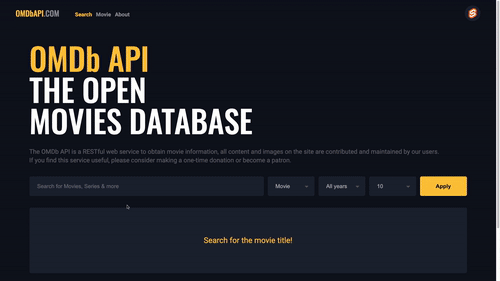 OMDbAPI.COM
Search Movie About
OMDb API
THE OPEN
MOVIES DATABASE
The OMDb API is a RESTful web service to obtain movie information, all content and images on the site are contributed and maintained by our users.
If you find this service useful, please consider making a one-time donation or become a patron.
Search for Movies, Series & more
Movie
All years
10
Apply
Search for the movie title!